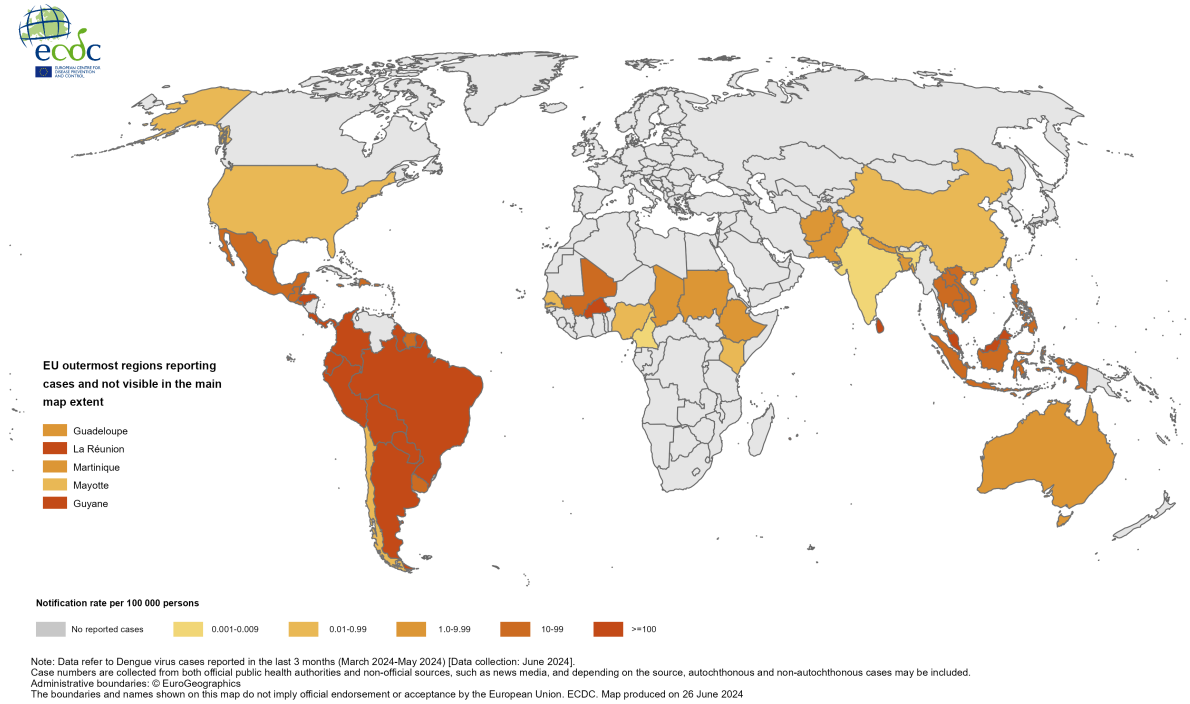 ecdc
EUROPEAN CENTRE FOR
DISEASE PREVENTION
AND CONTROL
EU outermost regions reporting
cases and not visible in the main
map extent
Guadeloupe
La Réunion
Martinique
Mayotte
Guyane
Notification rate per 100 000 persons
No reported cases
0.001-0.009
0.01-0.99
1.0-9.99
10-99
>=100
Note: Data refer to Dengue virus cases reported in the last 3 months (March 2024-May 2024) [Data collection: June 2024].
Case numbers are collected from both official public health authorities and non-official sources, such as news media, and depending on the source, autochthonous and non-autochthonous cases may be included.
Administrative boundaries: © EuroGeographics
The boundaries and names shown on this map do not imply official endorsement or acceptance by the European Union. ECDC. Map produced on 26 June 2024